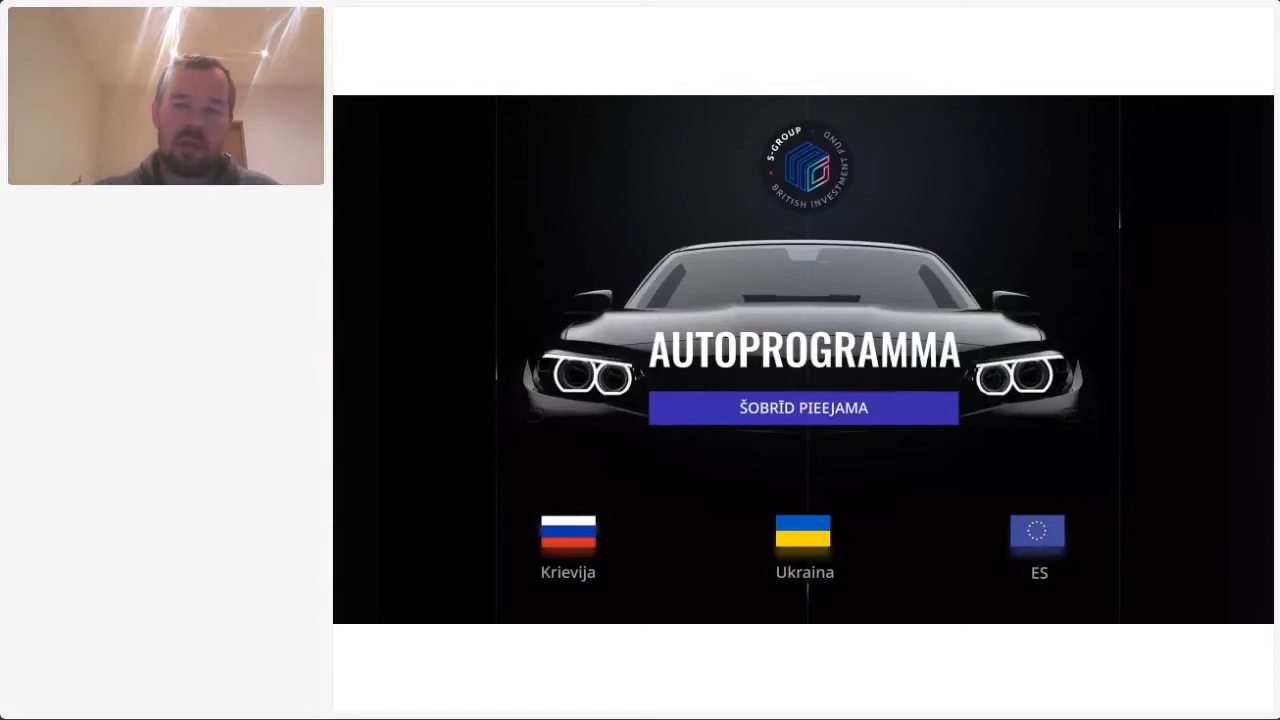 S-GROUP
BRITISH INVESTMENT FUND
AUTOPROGRAMMA
ŠOBRĪD PIEEJAMA
Krievija
Ukraina
ES